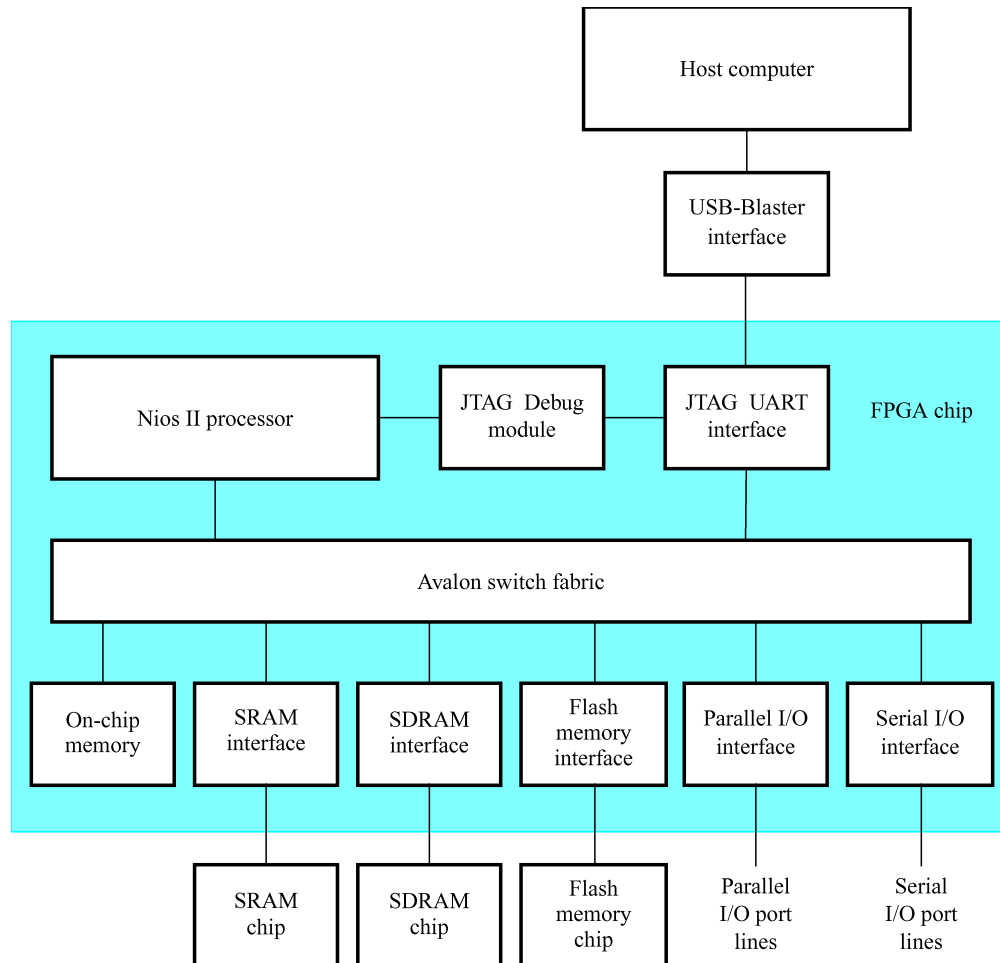 Host computer
USB-Blaster
interface
Nios II processor
JTAG Debug
module
JTAG UART
interface
FPGA chip
Avalon switch fabric
On-chip
memory
SRAM
interface
SDRAM
interface
Flash
memory
interface
Parallel I/O
interface
Serial I/O
interface
SRAM
chip
SDRAM
chip
Flash
memory
chip
Parallel
I/O port
lines
Serial
I/O port
lines